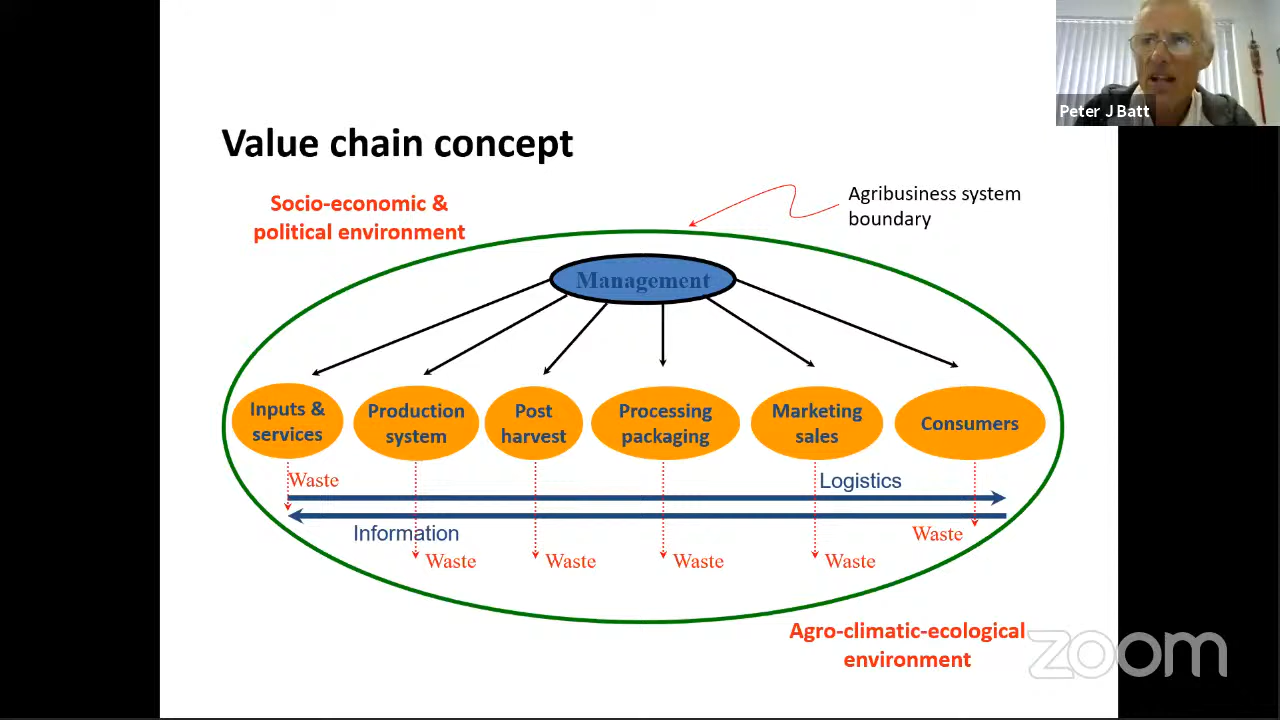 Peter J Batt
Value chain concept
Socio-economic &
political environment
Agribusiness system
boundary
Management
Inputs &
services
Production
system
Post
harvest
Processing
packaging
Marketing
sales
Consumers
Waste
Logistics
Information
Waste
Waste
Waste
Waste
Waste
Agro-climatic-ecological
environment
zoom